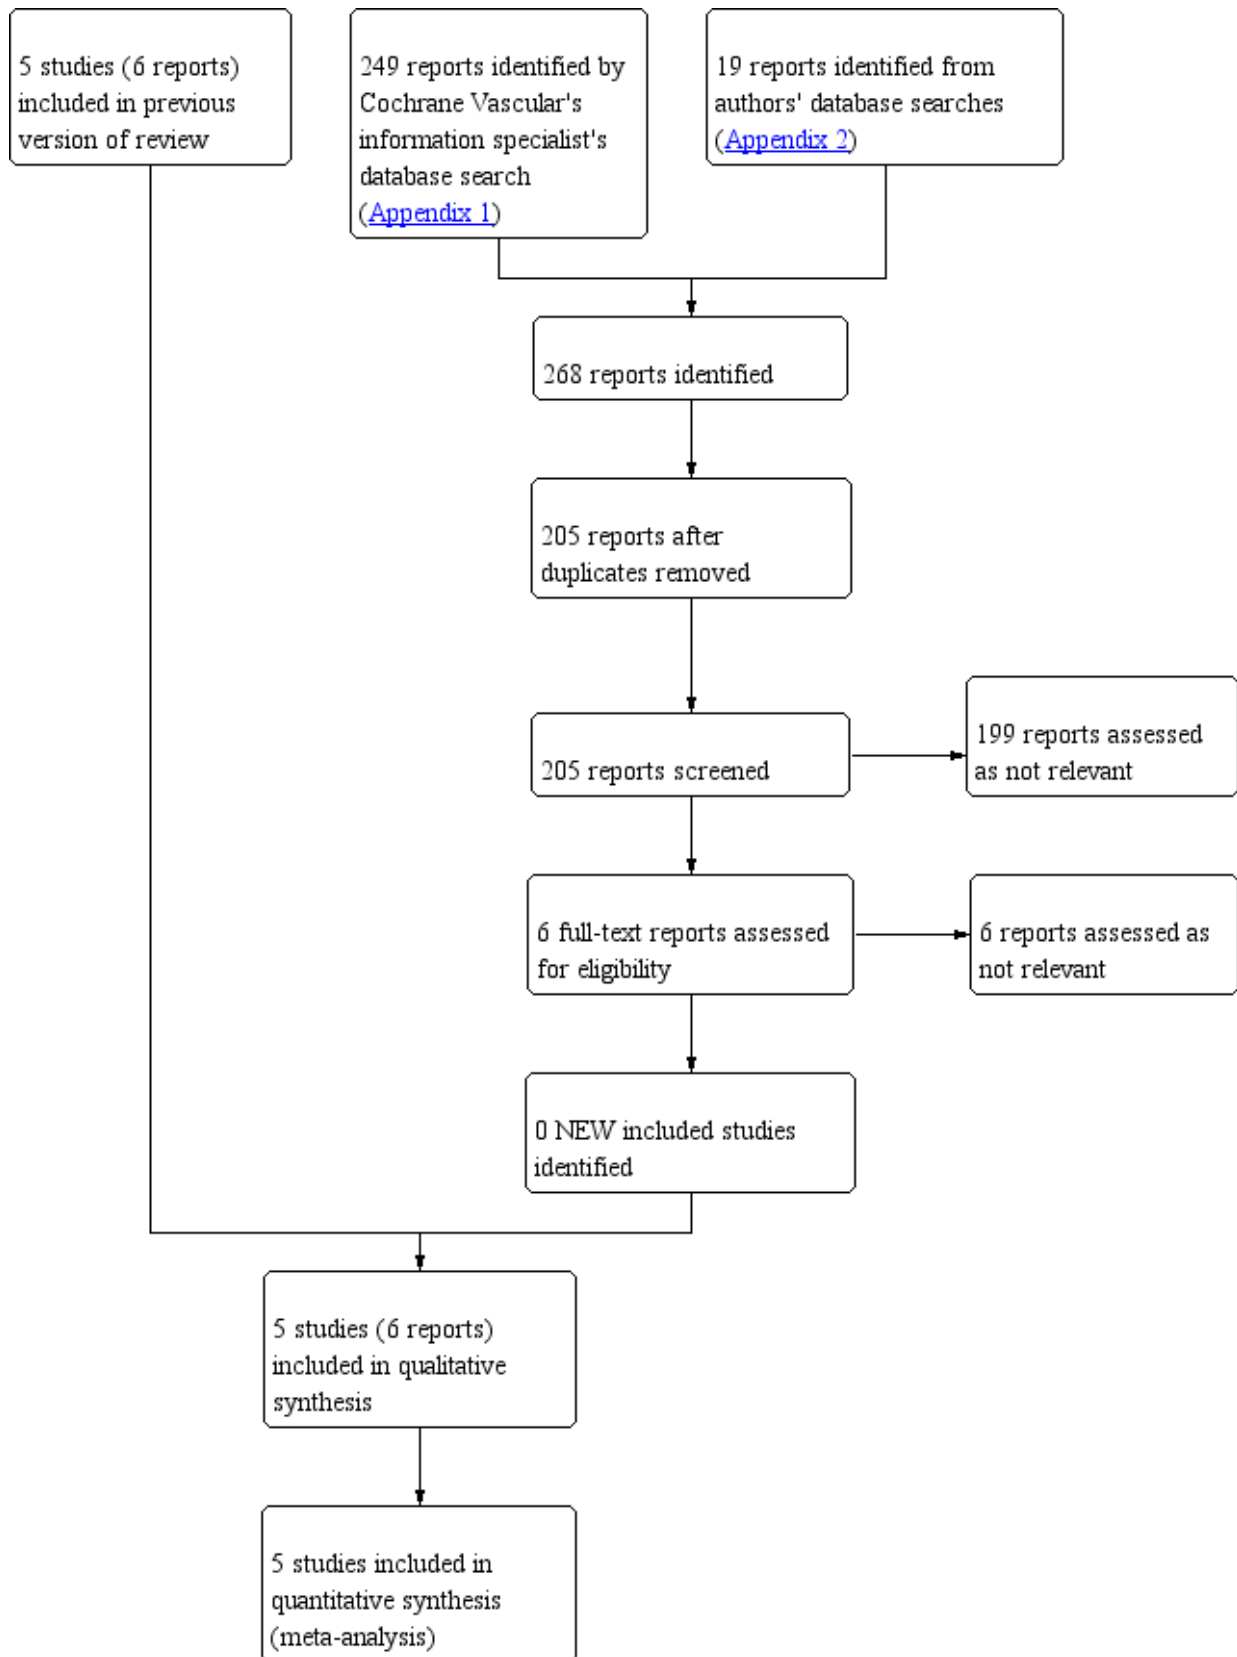 5 studies (6 reports)
included in previous
version of review
249 reports identified by
Cochrane Vascular's
information specialist's
database search
(Appendix 1)
19 reports identified from
authors' database searches
(Appendix 2)
268 reports identified
205 reports after
duplicates removed
205 reports screened
199 reports assessed
as not relevant
6 full-text reports assessed
for eligibility
6 reports assessed as
not relevant
0 NEW included studies
identified
5 studies (6 reports)
included in qualitative
synthesis
5 studies included in
quantitative synthesis
(meta-analysis)